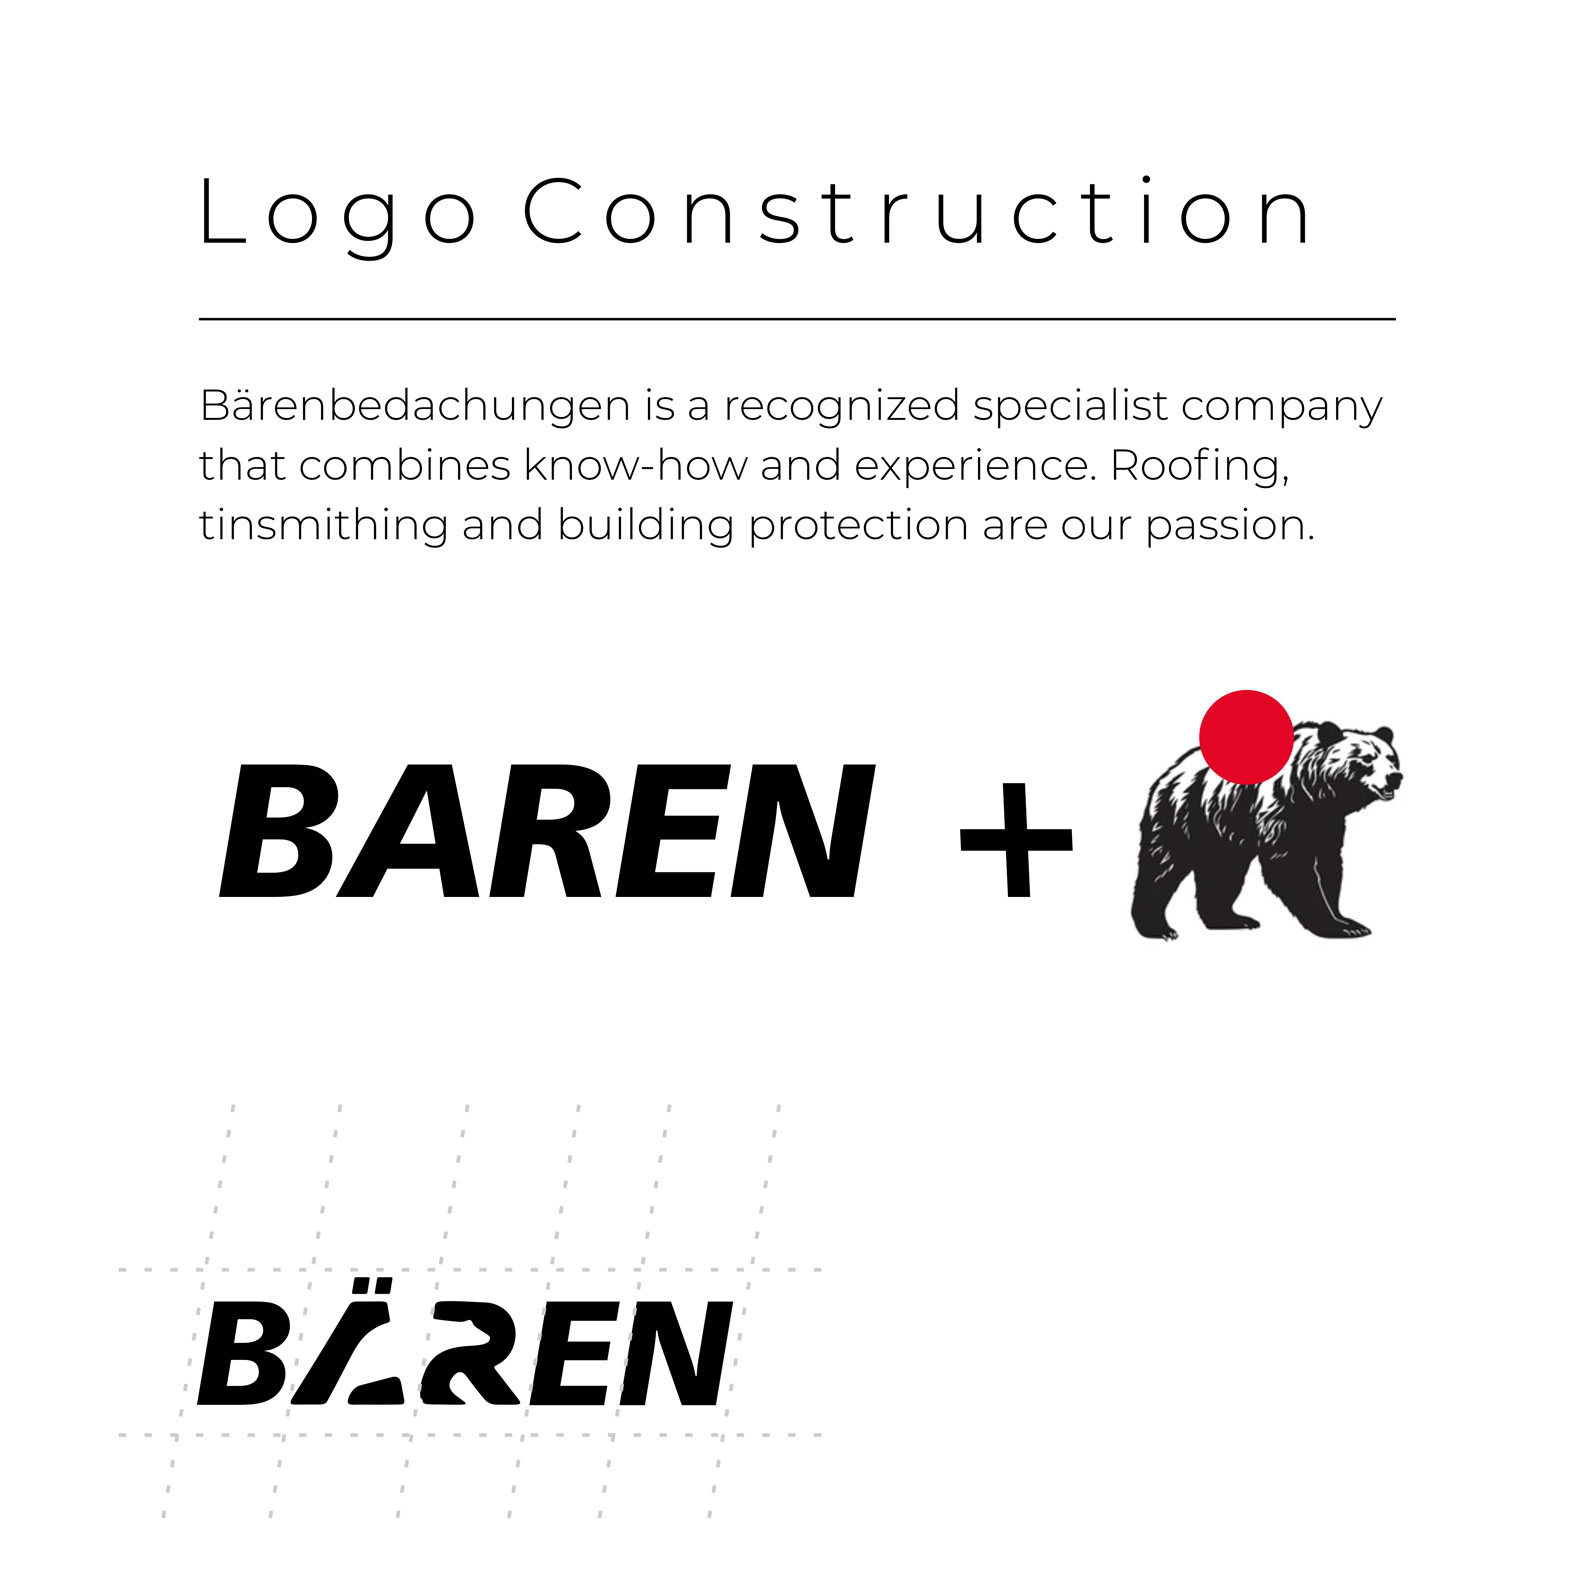 Logo Construction
Bärenbedachungen is a recognized specialist company
that combines know-how and experience. Roofing,
tinsmithing and building protection are our passion.
BAREN +
BÄREN